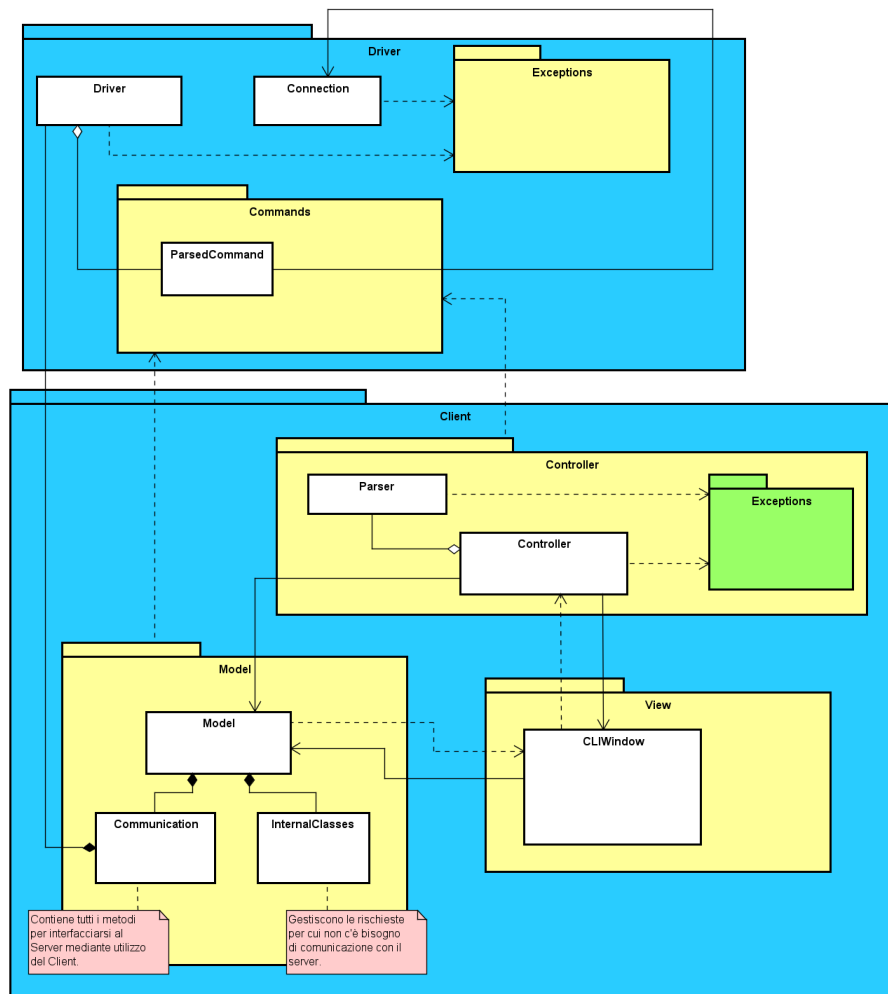 Driver
Driver
Connection
Exceptions
Commands
ParsedCommand
Client
Controller
Parser
Exceptions
Controller
Model
View
Model
CLIWindow
Communication
InternalClasses
Contiene tutti i metodi
per interfacciarsi al
Server mediante utilizzo
del Client.
Gestiscono le rischieste
per cui non c'è bisogno
di comunicazione con il
server.